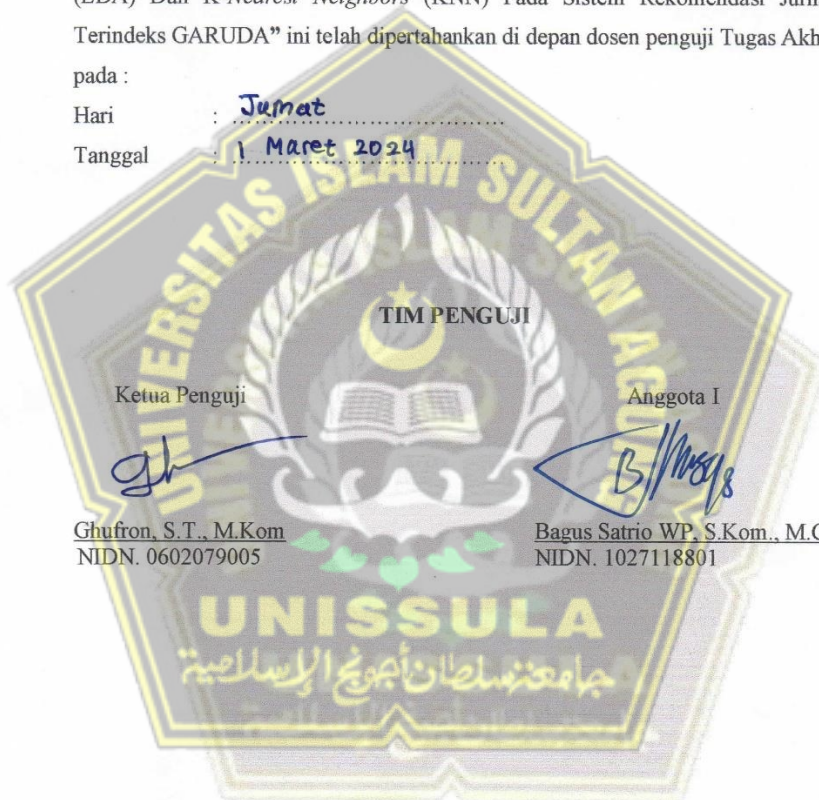 (EDA) Dan K-Nearest Neighbors (KNN) Pada Sistem Rekomendasi Jurn
Terindeks GARUDA” ini telah dipertahankan di depan dosen penguji Tugas Akh
pada :
Hari : Jumat
Tanggal : 1 Maret 2024
UNIVERSITAS ISLAM SULTAN AGUNG
TIM PENGUJI
Ketua Penguji Anggota I
Ghufron, S.T., M.Kom Bagus Satrio WP, S.Kom., M.C
NIDN. 0602079005 NIDN. 1027118801
UNISSULA
جامعة سلطان أجونج الإسلامية